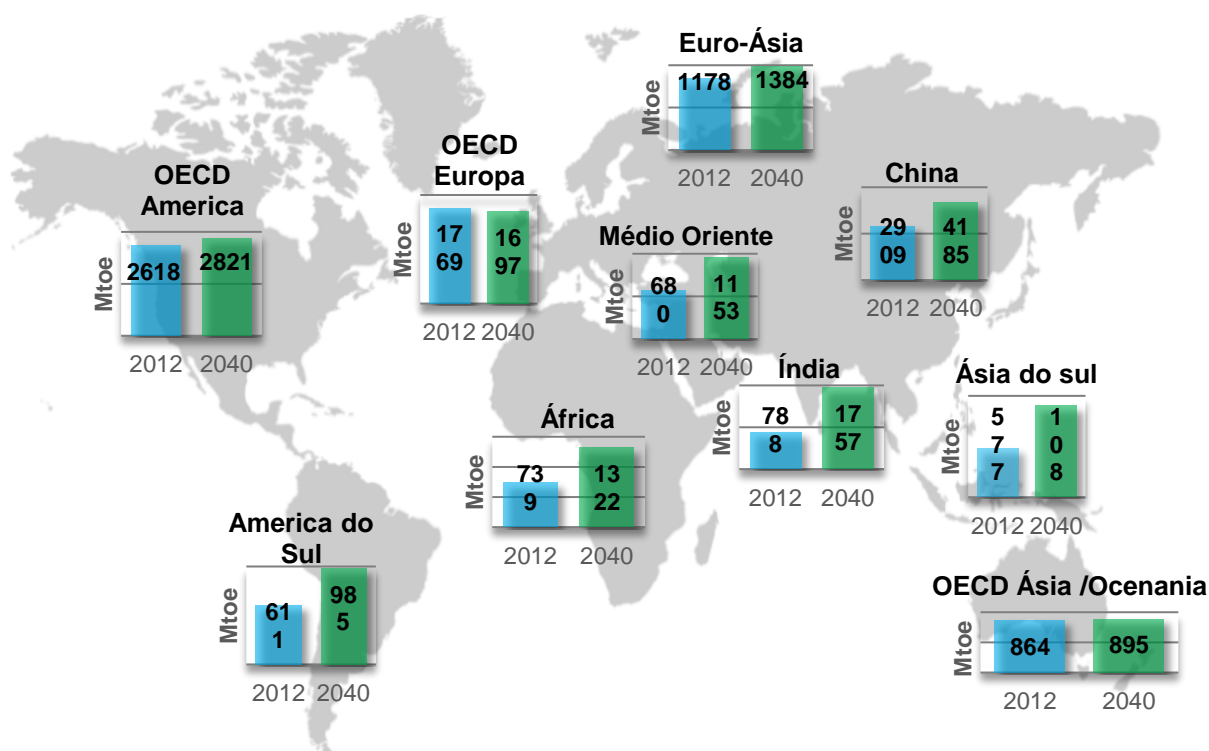 Euro-Ásia
Mtoe
1178
1384
2012
2040
OECD
America
Mtoe
2618
2821
2012
2040
OECD
Europa
Mtoe
17
69
16
97
2012
2040
China
29
09
41
85
2012
2040
Médio Oriente
Mtoe
68
0
11
53
2012
2040
Índia
Mtoe
78
8
17
57
2012
2040
Ásia do sul
Mtoe
5
7
7
1
0
8
2012
2040
África
Mtoe
73
9
13
22
2012
2040
America do
Sul
Mtoe
61
1
98
5
2012
2040
OECD Ásia /Ocenania
Mtoe
864
895
2012
2040